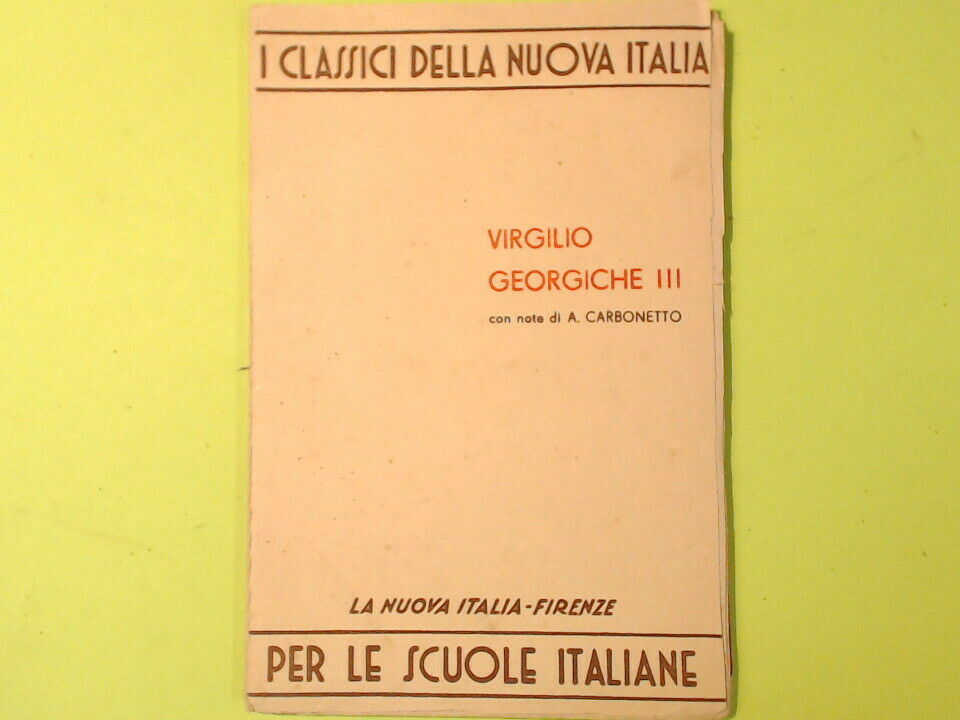 I CLASSICI DELLA NUOVA ITALIA
VIRGILIO
GEORGICHE III
con note di A. CARBONETTO
LA NUOVA ITALIA-FIRENZE
PER LE SCUOLE ITALIANE